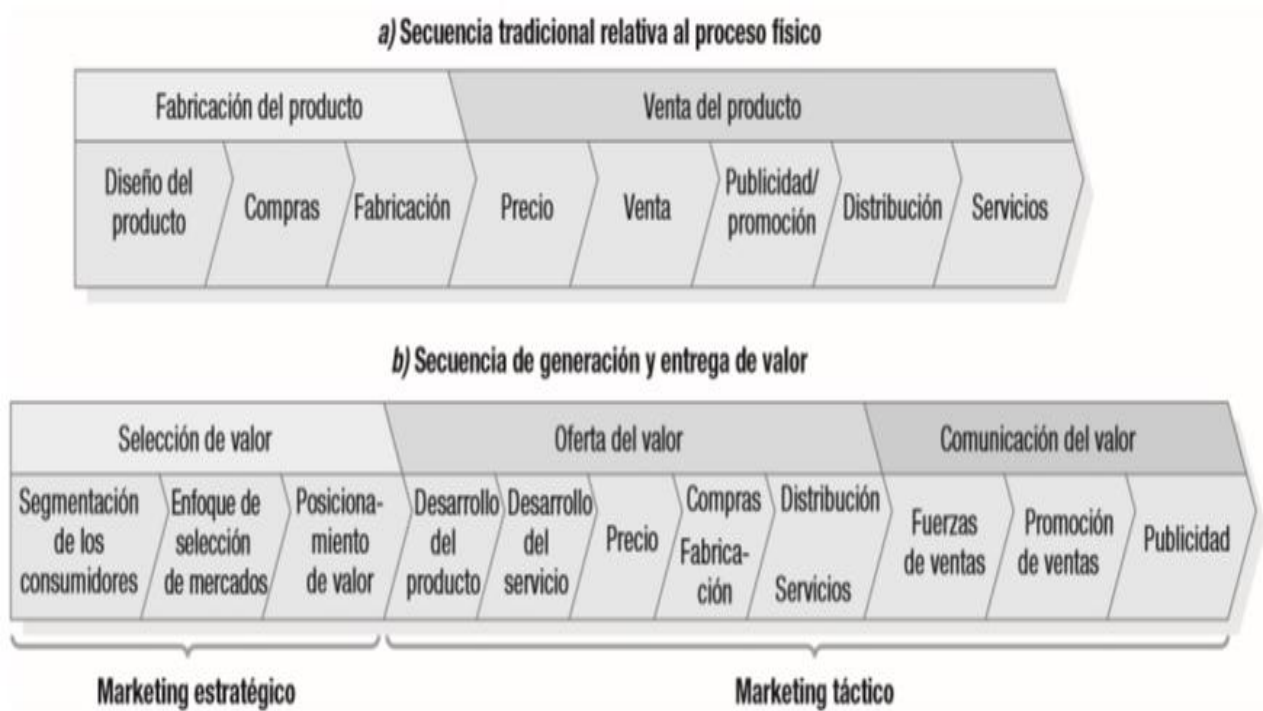 a) Secuencia tradicional relativa al proceso físico
Fabricación del producto
Venta del producto
Diseño del
producto
Compras
Fabricación
Precio
Venta
Publicidad/
promoción
Distribución
Servicios
b) Secuencia de generación y entrega de valor
Selección de valor
Oferta del valor
Comunicación del valor
Segmentación
de los
consumidores
Enfoque de
selección
de mercados
Posiciona-
miento
de valor
Desarrollo
del
producto
Desarrollo
del
servicio
Precio
Compras
Fabrica-
ción
Distribución
Servicios
Fuerzas
de ventas
Promoción
de ventas
Publicidad
Marketing estratégico
Marketing táctico